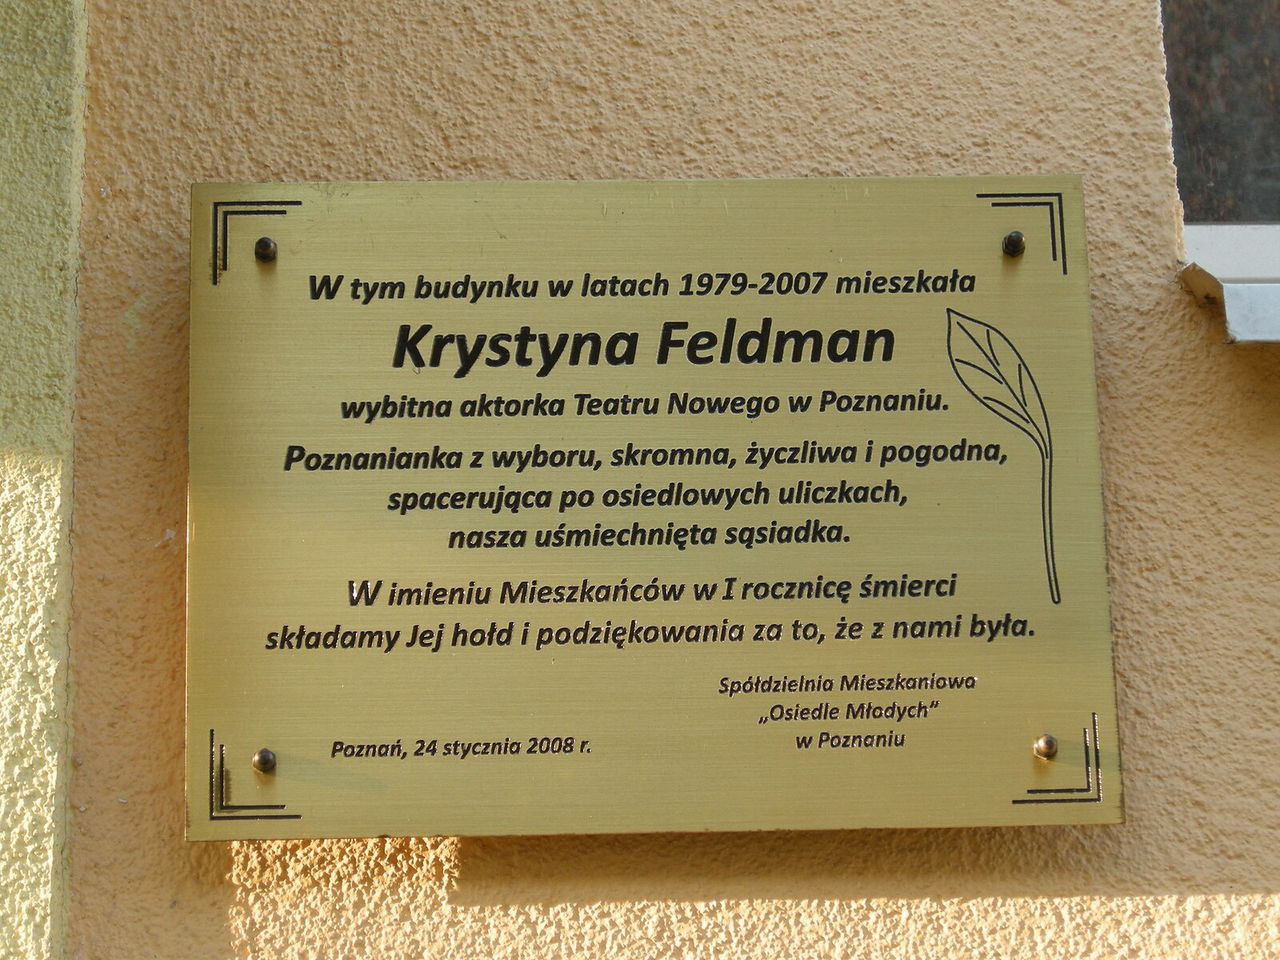 W tym budynku w latach 1979-2007 mieszkała
Krystyna Feldman
wybitna aktorka Teatru Nowego w Poznaniu.
Poznanianka z wyboru, skromna, życzliwa i pogodna,
spacerująca po osiedlowych uliczkach,
nasza uśmiechnięta sąsiadka.
W imieniu Mieszkańców w I rocznicę śmierci
składamy Jej hołd i podziękowania za to, że z nami była.
Spółdzielnia Mieszkaniowa
„Osiedle Młodych”
w Poznaniu
Poznań, 24 stycznia 2008 r.